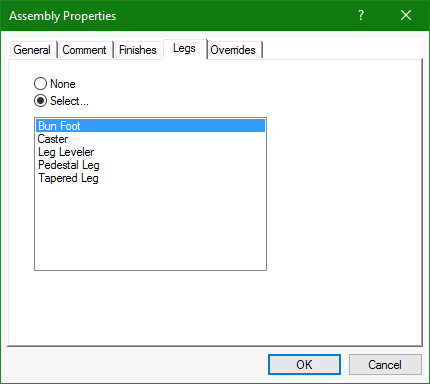 Assembly Properties ? ×
General Comment Finishes Legs Overrides
None
Select...
Bun Foot
Caster
Leg Leveler
Pedestal Leg
Tapered Leg
OK Cancel